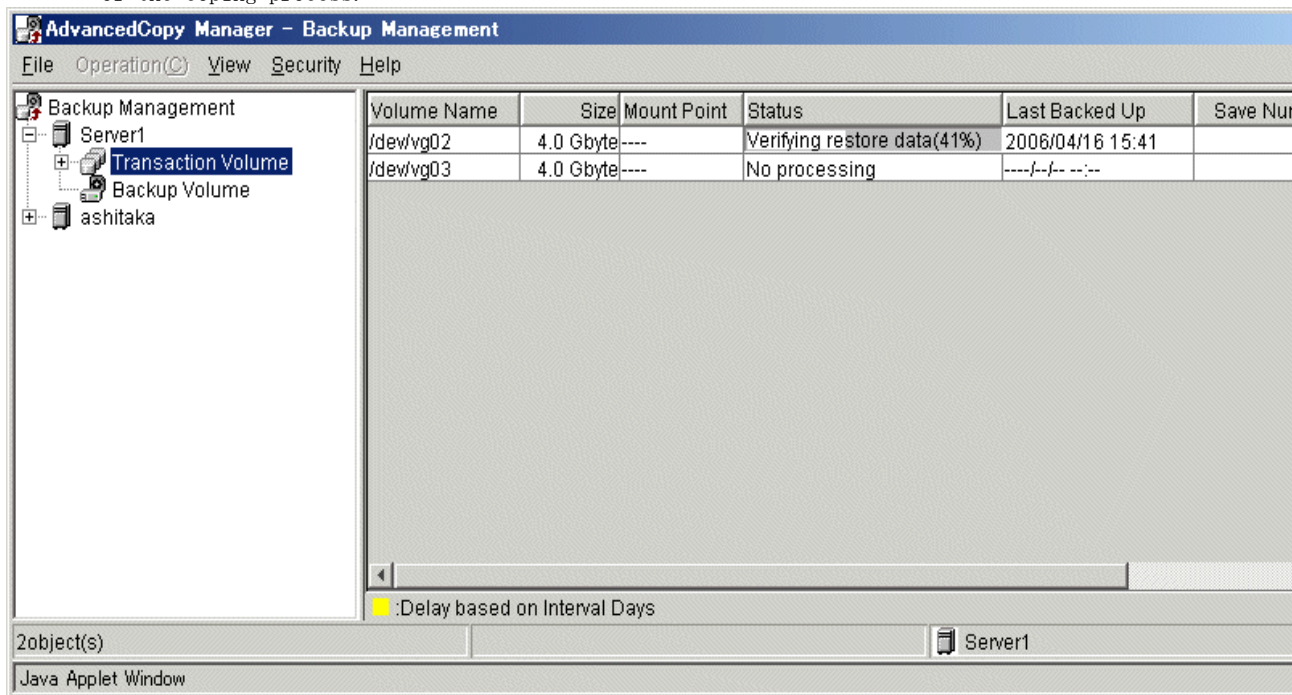 AdvancedCopy Manager - Backup Management
File Operation(C) View Security Help
Backup Management
Server1
Transaction Volume
Backup Volume
ashitaka
Volume Name Size Mount Point Status Last Backed Up Save Nu
/dev/vg02 4.0 Gbyte ---- Verifying restore data(41%) 2006/04/16 15:41
/dev/vg03 4.0 Gbyte ---- No processing ----/--/-- --:--
:Delay based on Interval Days
2object(s) Server1
Java Applet Window